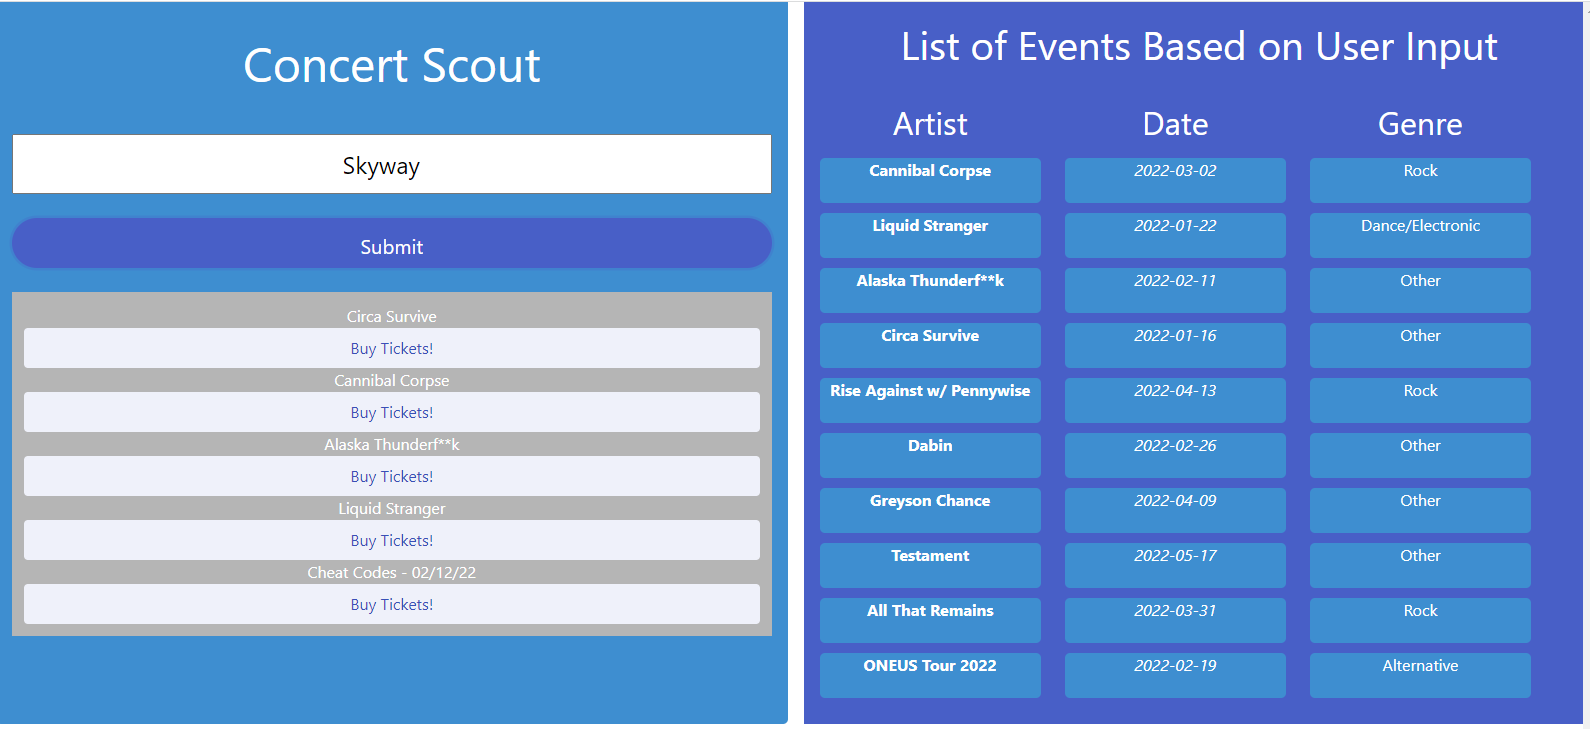 Concert Scout
Skyway
Submit
Circa Survive
Buy Tickets!
Cannibal Corpse
Buy Tickets!
Alaska Thunderf**k
Buy Tickets!
Liquid Stranger
Buy Tickets!
Cheat Codes - 02/12/22
Buy Tickets!
List of Events Based on User Input
Artist Date Genre
Cannibal Corpse 2022-03-02 Rock
Liquid Stranger 2022-01-22 Dance/Electronic
Alaska Thunderf**k 2022-02-11 Other
Circa Survive 2022-01-16 Other
Rise Against w/ Pennywise 2022-04-13 Rock
Dabin 2022-02-26 Other
Greyson Chance 2022-04-09 Other
Testament 2022-05-17 Other
All That Remains 2022-03-31 Rock
ONEUS Tour 2022 2022-02-19 Alternative